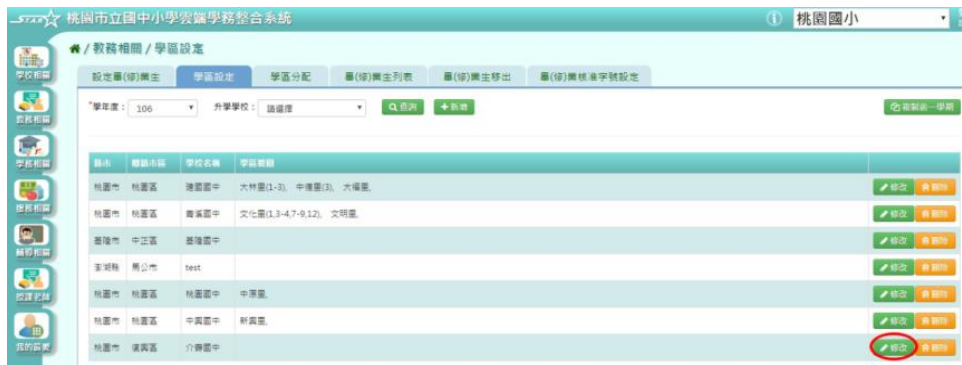 STAR 桃園市立國中小學雲端學務整合系統 桃園國小
學校相關
教務相關
學務相關
總務相關
輔導相關
授課老師
我的最愛
/ 教務相關 / 學區設定
設定畢(修)業生 學區設定 學區分配 畢(修)業生列表 畢(修)業生移出 畢(修)業核准字號設定
*學年度： 106 升學學校： 請選擇 查詢 新增 複製前一學期
縣市 鄉鎮市區 學校名稱 學區範圍
桃園市 桃園區 建國國中 大林里(1-3), 中德里(3), 大福里, 修改 刪除
桃園市 桃園區 青溪國中 文化里(1,3-4,7-9,12), 文明里, 修改 刪除
基隆市 中正區 修改 刪除
澎湖縣 馬公市 test 修改 刪除
桃園市 桃園區 桃園國中 中原里, 修改 刪除
桃園市 桃園區 中興國中 新興里, 修改 刪除
桃園市 復興區 介壽國中 修改 刪除